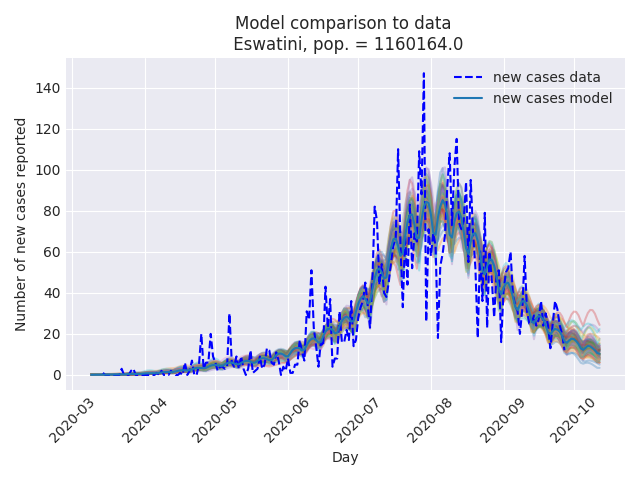 Model comparison to data
Eswatini, pop. = 1160164.0
new cases data
new cases model
140
120
100
80
60
40
20
0
Number of new cases reported
2020-03
2020-04
2020-05
2020-06
2020-07
2020-08
2020-09
2020-10
Day